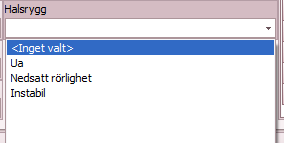 Halsrygg
<Inget valt>
Ua
Nedsatt rörlighet
Instabil